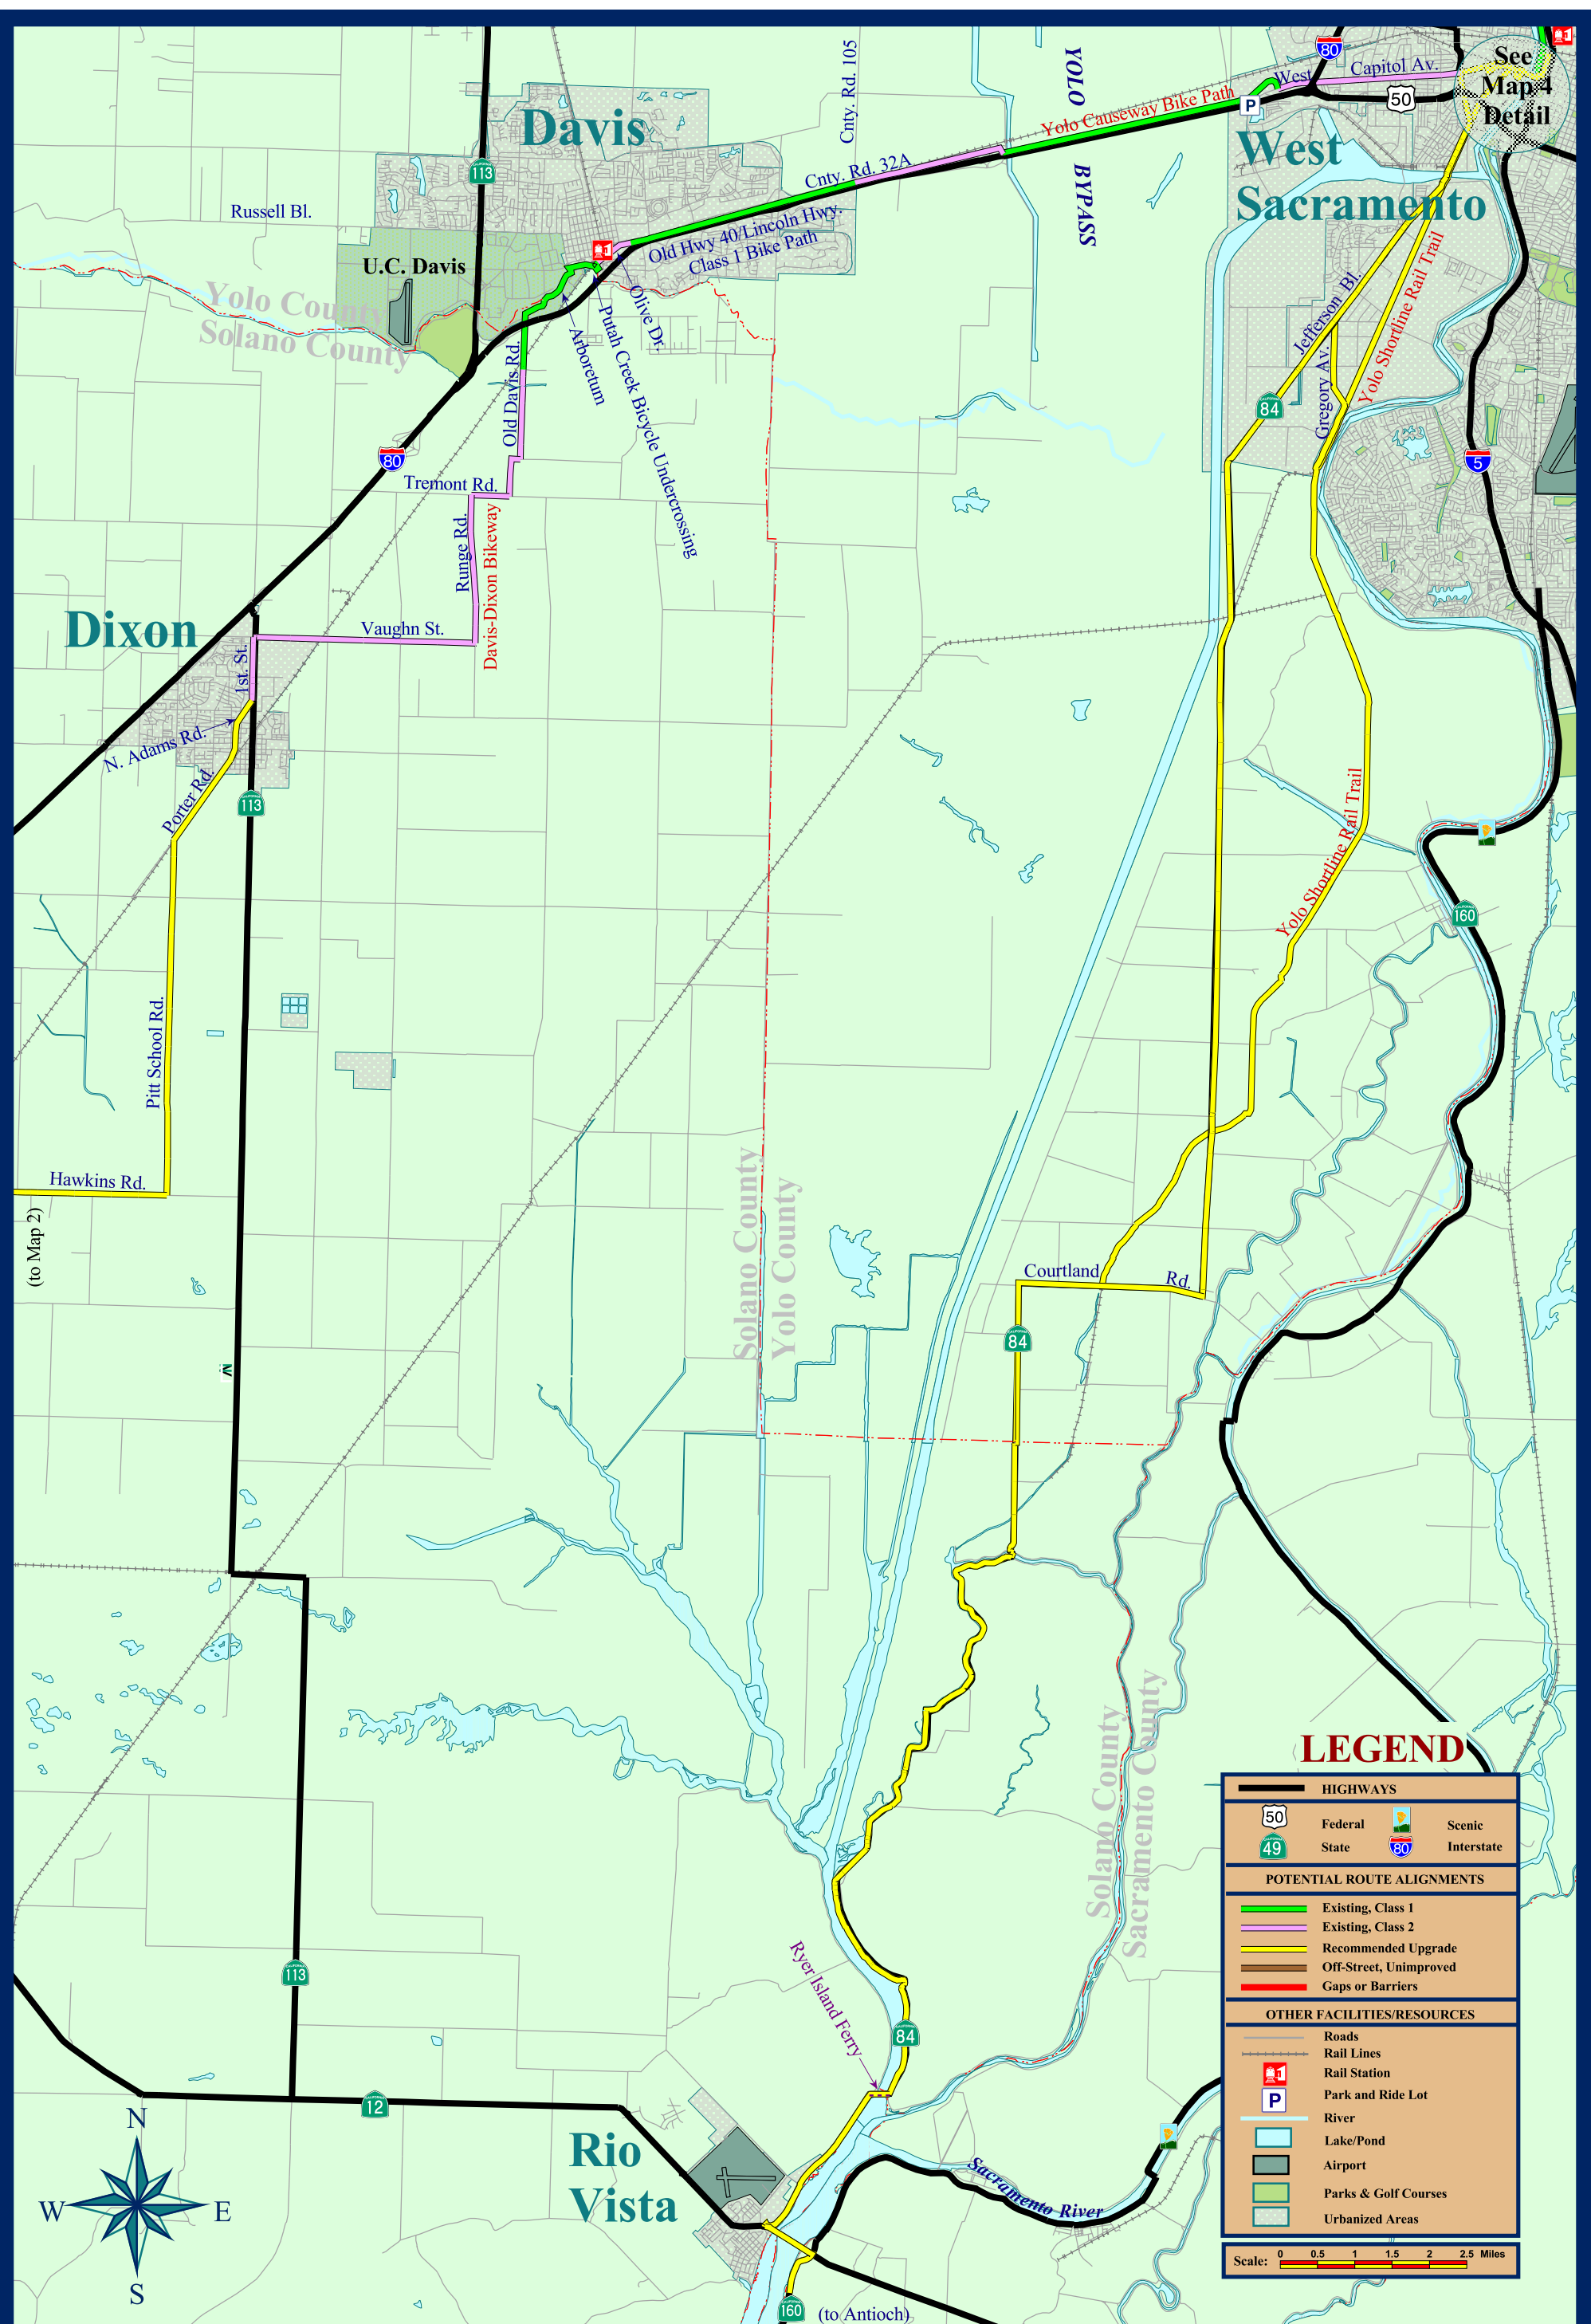 See
Map 4
Detail
80
Capitol Av.
West
50
P
YOLO
BYPASS
Cnty. Rd. 105
Yolo Causeway Bike Path
Davis
West
Sacramento
CALIFORNIA
113
Cnty. Rd. 32A
Russell Bl.
Old Hwy 40/Lincoln Hwy.
Class 1 Bike Path
U.C. Davis
Yolo County
Solano County
Olive Dr.
Putah Creek Bicycle Undercrossing
Arboretum
Old Davis Rd.
Jefferson Bl.
Gregory Av.
Yolo Shortline Rail Trail
84
80
5
Tremont Rd.
Runge Rd.
Davis-Dixon Bikeway
Dixon
Vaughn St.
1st. St.
N. Adams Rd.
Porter Rd.
113
Yolo Shortline Rail Trail
160
Pitt School Rd.
Hawkins Rd.
(to Map 2)
Solano County
Yolo County
Courtland
Rd.
84
Solano County
Sacramento County
113
Ryer Island Ferry
84
12
Rio
Vista
Sacramento River
160
(to Antioch)
N
W
E
S
LEGEND
HIGHWAYS
50
Federal
Scenic
49
State
80
Interstate
POTENTIAL ROUTE ALIGNMENTS
Existing, Class 1
Existing, Class 2
Recommended Upgrade
Off-Street, Unimproved
Gaps or Barriers
OTHER FACILITIES/RESOURCES
Roads
Rail Lines
Rail Station
P
Park and Ride Lot
River
Lake/Pond
Airport
Parks & Golf Courses
Urbanized Areas
Scale:
0 0.5 1 1.5 2 2.5 Miles